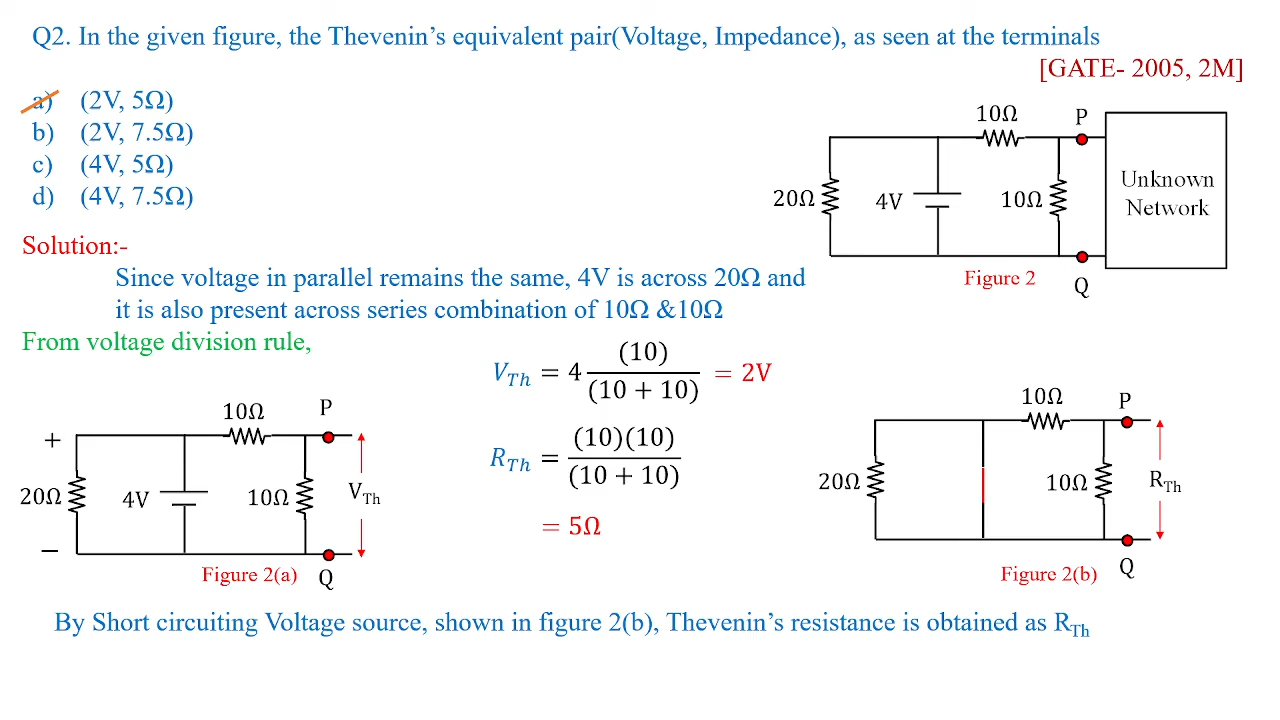 Q2. In the given figure, the Thevenin's equivalent pair(Voltage, Impedance), as seen at the terminals
[GATE- 2005, 2M]
a) (2V, 5Ω)
b) (2V, 7.5Ω)
c) (4V, 5Ω)
d) (4V, 7.5Ω)
10Ω
P
20Ω
4V
10Ω
Unknown
Network
Figure 2
Q
Solution:-
Since voltage in parallel remains the same, 4V is across 20Ω and
it is also present across series combination of 10Ω &10Ω
From voltage division rule,
V_Th = 4 (10)/(10 + 10) = 2V
R_Th = (10)(10)/(10 + 10)
= 5Ω
10Ω
P
+
20Ω
4V
10Ω
V_Th
−
Figure 2(a)
Q
10Ω
P
20Ω
10Ω
R_Th
Figure 2(b)
Q
By Short circuiting Voltage source, shown in figure 2(b), Thevenin's resistance is obtained as R_Th